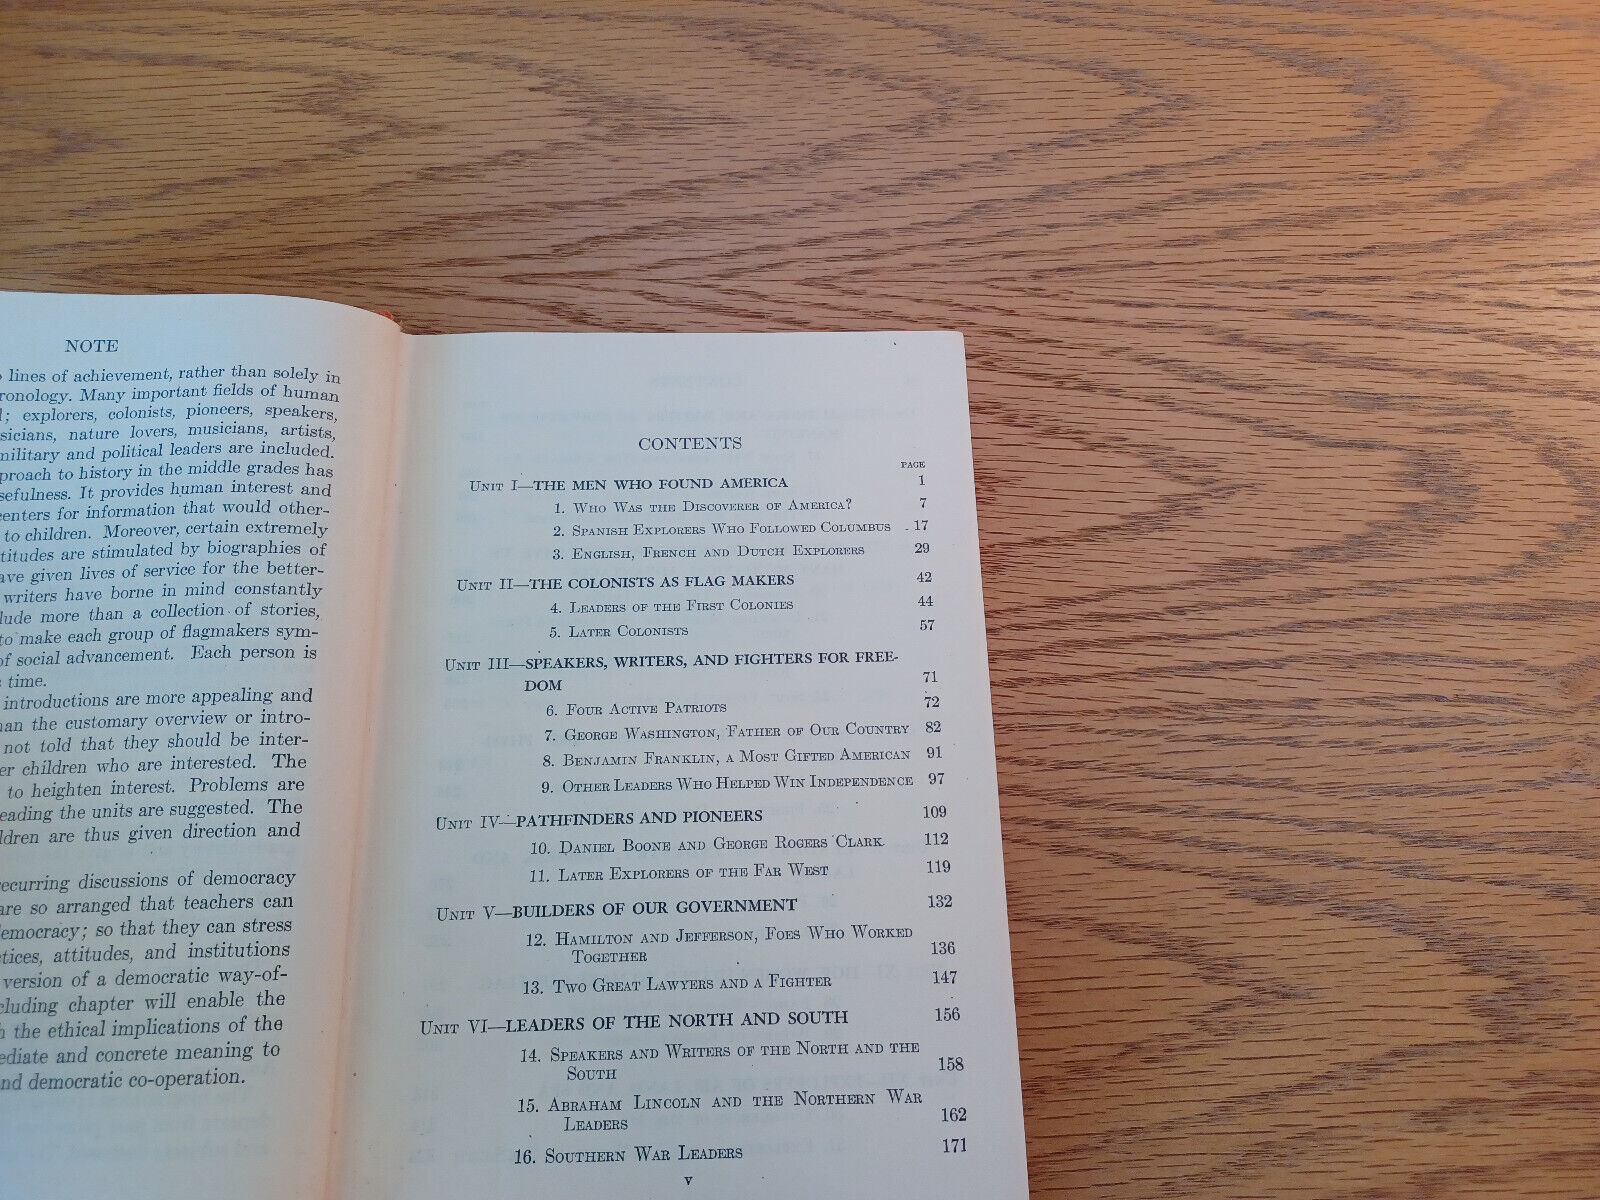 NOTE
lines of achievement, rather than solely in
ronology. Many important fields of human
; explorers, colonists, pioneers, speakers,
sicians, nature lovers, musicians, artists,
military and political leaders are included.
proach to history in the middle grades has
sefulness. It provides human interest and
centers for information that would other-
to children. Moreover, certain extremely
titudes are stimulated by biographies of
ave given lives of service for the better-
writers have borne in mind constantly
lude more than a collection of stories,
to make each group of flagmakers sym-
of social advancement. Each person is
time.
introductions are more appealing and
han the customary overview or intro-
not told that they should be inter-
er children who are interested. The
to heighten interest. Problems are
eading the units are suggested. The
ldren are thus given direction and
recurring discussions of democracy
are so arranged that teachers can
emocracy; so that they can stress
tices, attitudes, and institutions
version of a democratic way-of-
cluding chapter will enable the
h the ethical implications of the
ediate and concrete meaning to
nd democratic co-operation.
CONTENTS
PAGE
Unit I—THE MEN WHO FOUND AMERICA 1
1. Who Was the Discoverer of America? 7
2. Spanish Explorers Who Followed Columbus . 17
3. English, French and Dutch Explorers 29
Unit II—THE COLONISTS AS FLAG MAKERS 42
4. Leaders of the First Colonies 44
5. Later Colonists 57
Unit III—SPEAKERS, WRITERS, AND FIGHTERS FOR FREE-
DOM 71
6. Four Active Patriots 72
7. George Washington, Father of Our Country 82
8. Benjamin Franklin, a Most Gifted American 91
9. Other Leaders Who Helped Win Independence 97
Unit IV—PATHFINDERS AND PIONEERS 109
10. Daniel Boone and George Rogers Clark 112
11. Later Explorers of the Far West 119
Unit V—BUILDERS OF OUR GOVERNMENT 132
12. Hamilton and Jefferson, Foes Who Worked
Together 136
13. Two Great Lawyers and a Fighter 147
Unit VI—LEADERS OF THE NORTH AND SOUTH 156
14. Speakers and Writers of the North and the
South 158
15. Abraham Lincoln and the Northern War
Leaders 162
16. Southern War Leaders 171
v